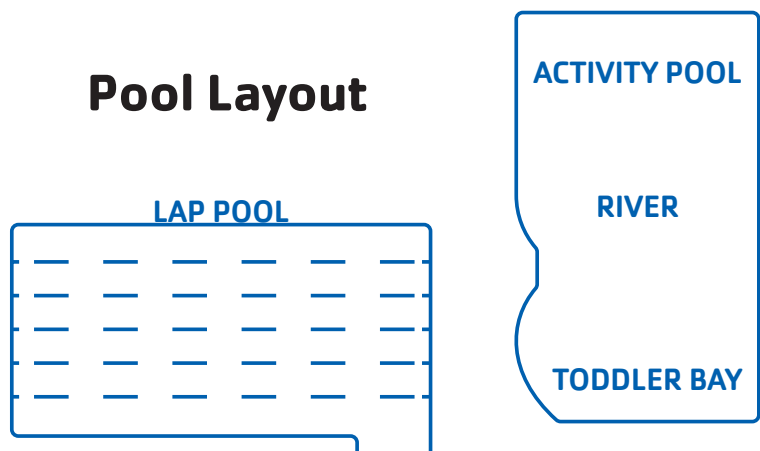 Pool Layout
LAP POOL
ACTIVITY POOL
RIVER
TODDLER BAY